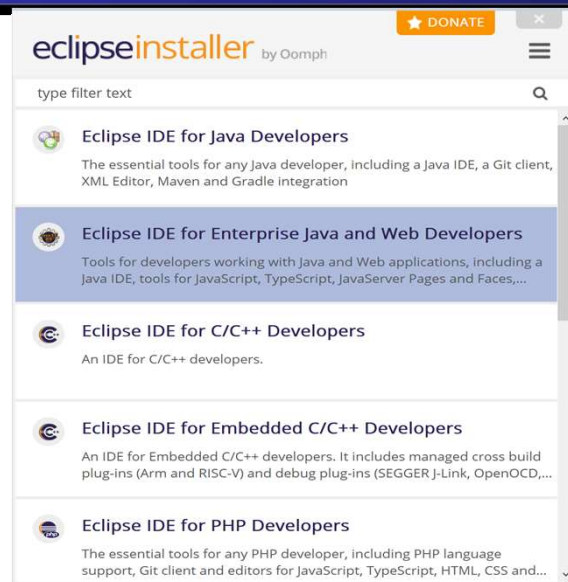 DONATE
eclipseinstaller by Oomph
type filter text
Eclipse IDE for Java Developers
The essential tools for any Java developer, including a Java IDE, a Git client,
XML Editor, Maven and Gradle integration
Eclipse IDE for Enterprise Java and Web Developers
Tools for developers working with Java and Web applications, including a
Java IDE, tools for JavaScript, TypeScript, JavaServer Pages and Faces,...
Eclipse IDE for C/C++ Developers
An IDE for C/C++ developers.
Eclipse IDE for Embedded C/C++ Developers
An IDE for Embedded C/C++ developers. It includes managed cross build
plug-ins (Arm and RISC-V) and debug plug-ins (SEGGER J-Link, OpenOCD,...
Eclipse IDE for PHP Developers
The essential tools for any PHP developer, including PHP language
support, Git client and editors for JavaScript, TypeScript, HTML, CSS and...